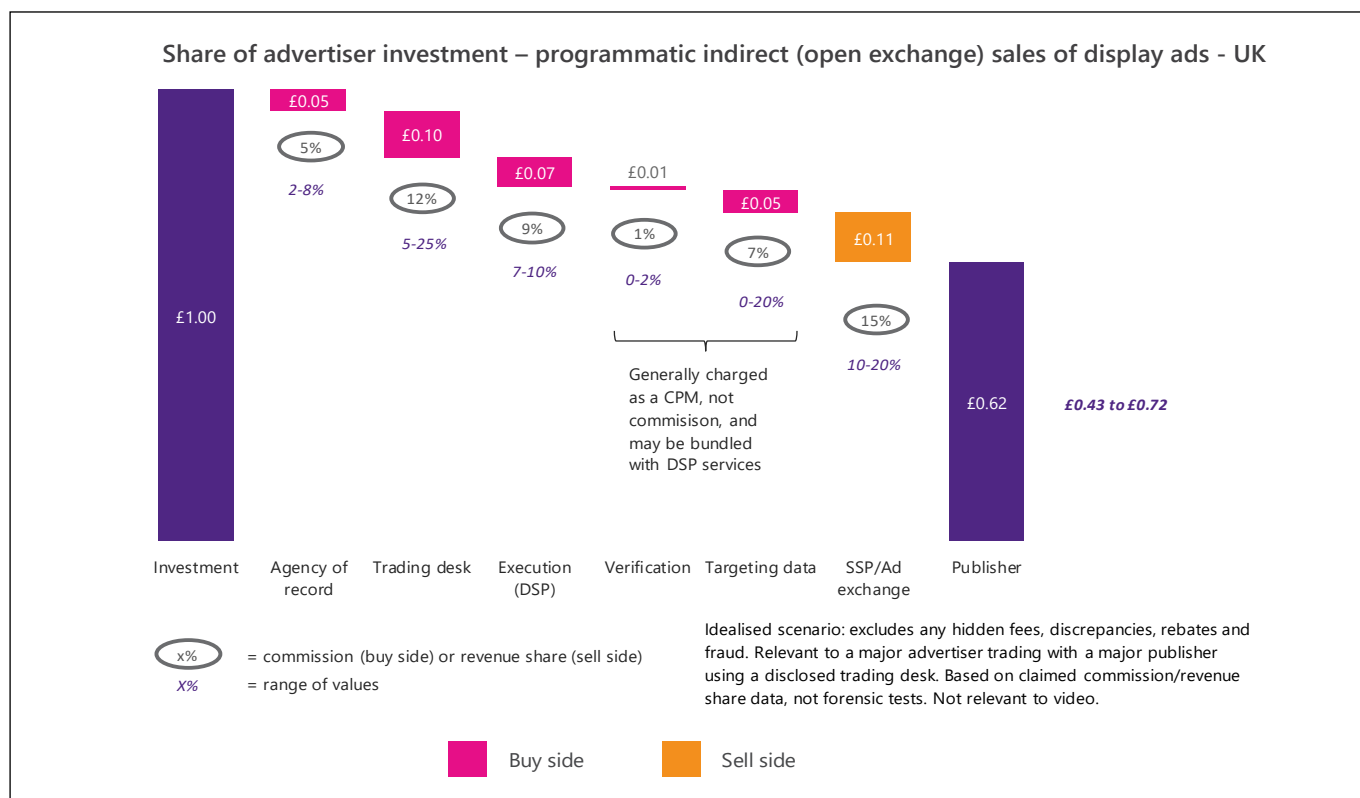 Share of advertiser investment – programmatic indirect (open exchange) sales of display ads - UK
£0.05
£0.10
£0.07
£0.01
£0.05
£0.11
5%
12%
9%
1%
7%
15%
2-8%
5-25%
7-10%
0-2%
0-20%
10-20%
£1.00
£0.62
£0.43 to £0.72
Generally charged
as a CPM, not
commisison, and
may be bundled
with DSP services
Investment
Agency of
record
Trading desk
Execution
(DSP)
Verification
Targeting data
SSP/Ad
exchange
Publisher
x%
= commission (buy side) or revenue share (sell side)
X%
= range of values
Idealised scenario: excludes any hidden fees, discrepancies, rebates and
fraud. Relevant to a major advertiser trading with a major publisher
using a disclosed trading desk. Based on claimed commission/revenue
share data, not forensic tests. Not relevant to video.
Buy side
Sell side